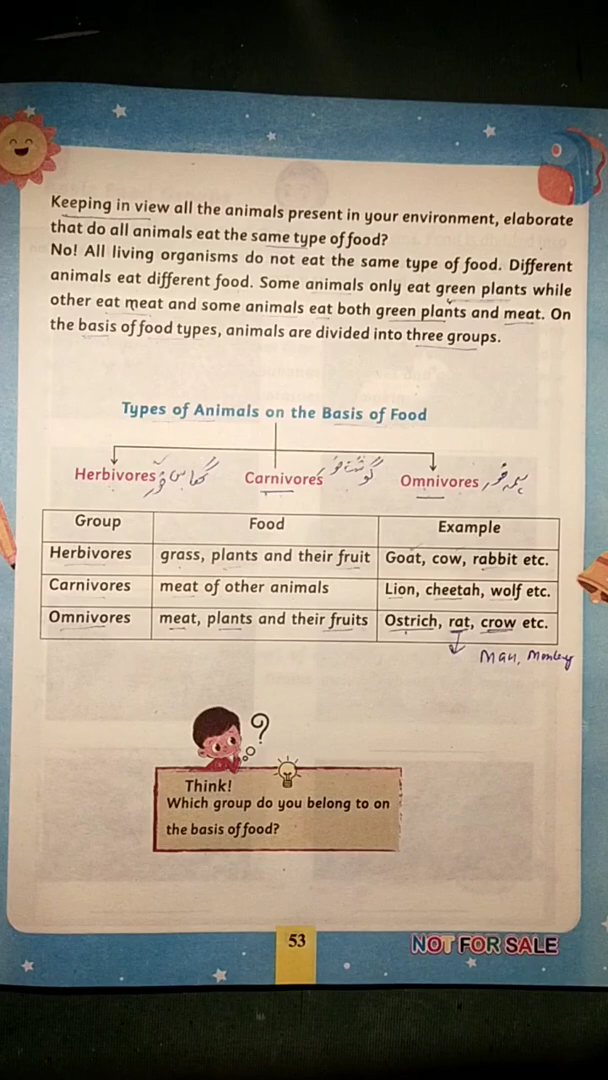 Keeping in view all the animals present in your environment, elaborate
that do all animals eat the same type of food?
No! All living organisms do not eat the same type of food. Different
animals eat different food. Some animals only eat green plants while
other eat meat and some animals eat both green plants and meat. On
the basis of food types, animals are divided into three groups.
Types of Animals on the Basis of Food
Herbivores گھاس خور Carnivores گوشت خور Omnivores ہمہ خور
Group Food Example
Herbivores grass, plants and their fruit Goat, cow, rabbit etc.
Carnivores meat of other animals Lion, cheetah, wolf etc.
Omnivores meat, plants and their fruits Ostrich, rat, crow etc.
Man, Monkey
?
Think!
Which group do you belong to on
the basis of food?
53 NOT FOR SALE